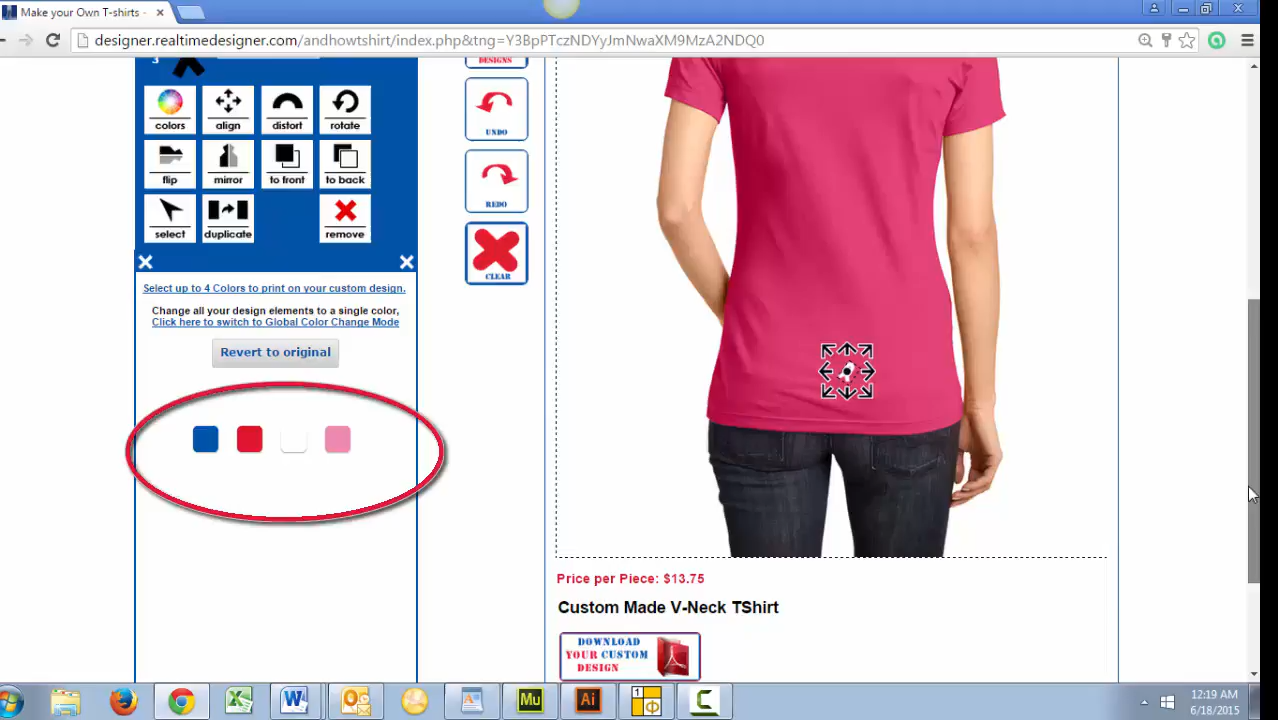 Make your Own T-shirts -
designer.realtimedesigner.com/andhowtshirt/index.php&tng=Y3BpPTczNDYyJmNwaXM9MzA2NDQ0
3
colors align distort rotate
flip mirror to front to back
select duplicate remove
DESIGNS
UNDO
REDO
CLEAR
Select up to 4 Colors to print on your custom design.
Change all your design elements to a single color,
Click here to switch to Global Color Change Mode
Revert to original
Price per Piece: $13.75
Custom Made V-Neck TShirt
DOWNLOAD
YOUR CUSTOM
DESIGN
W
Mu
Ai
1
12:19 AM
6/18/2015